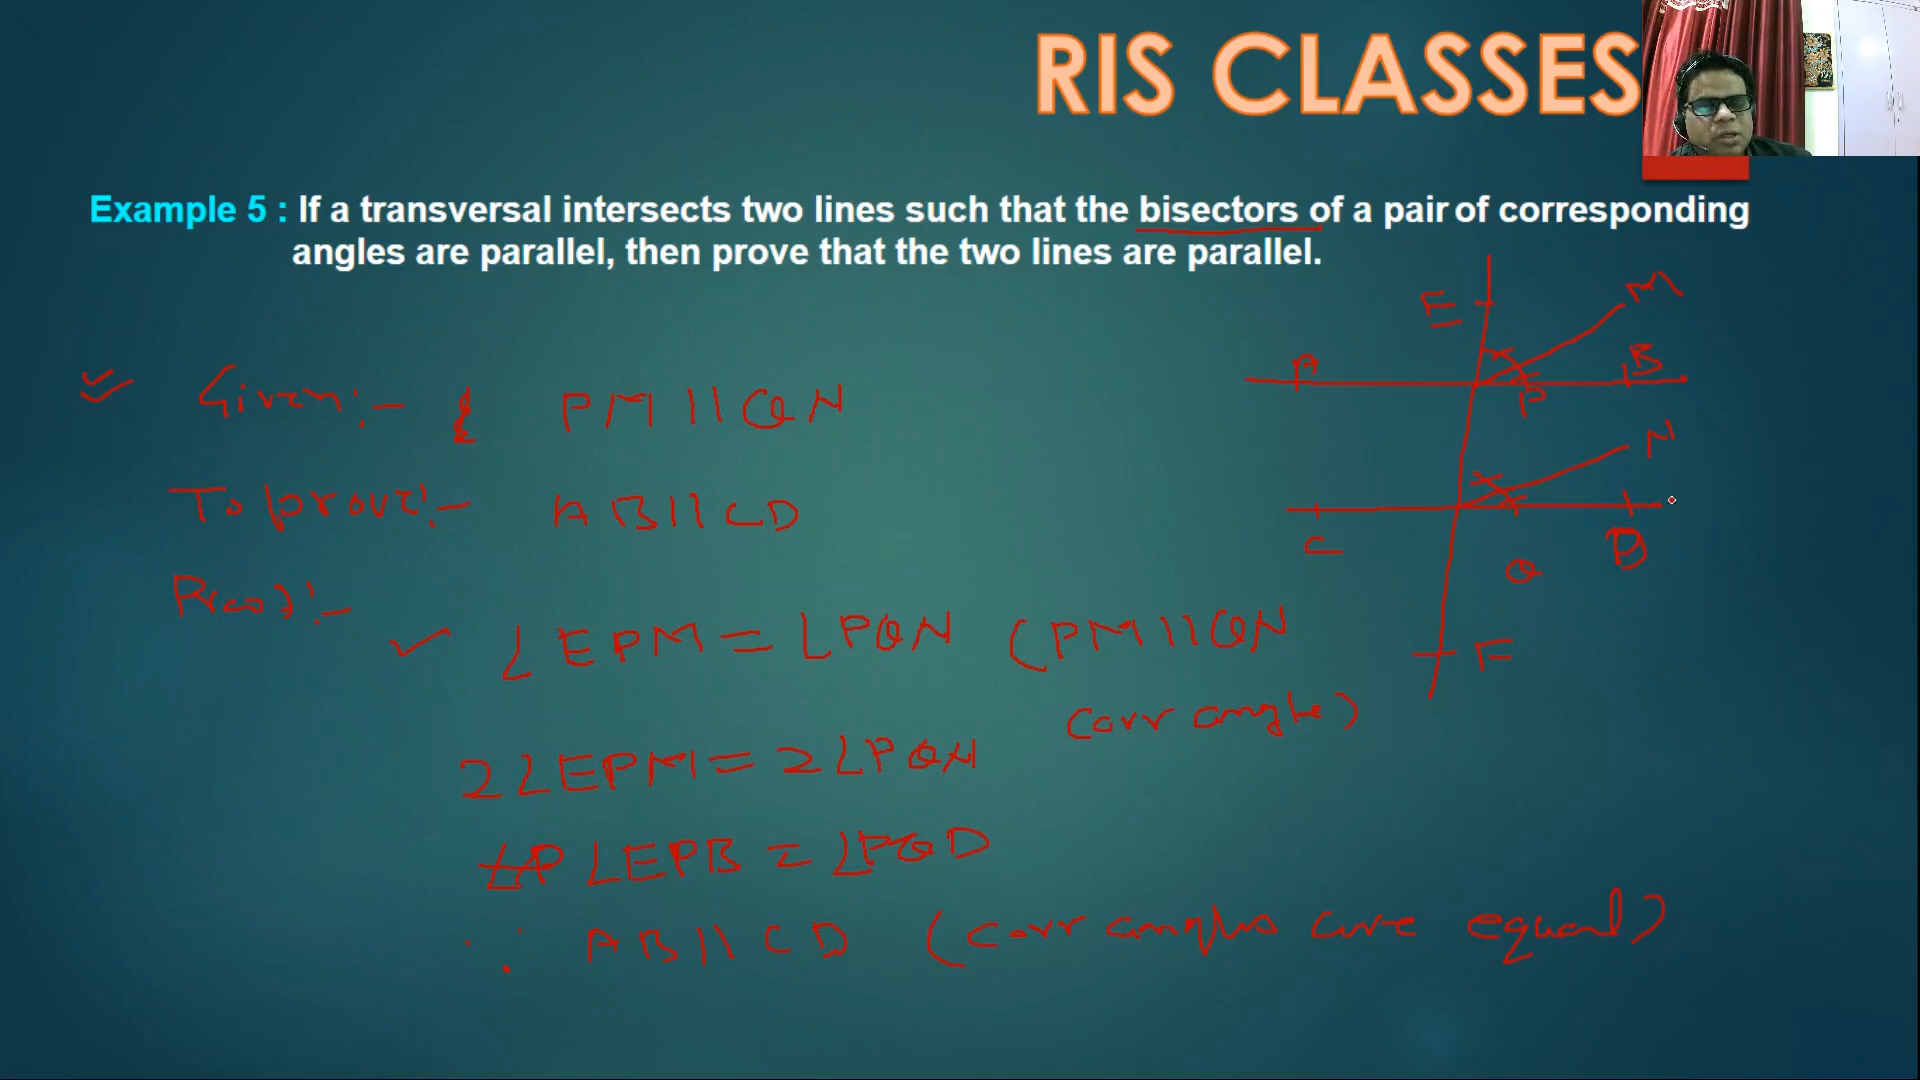 RIS CLASSES
Example 5 : If a transversal intersects two lines such that the bisectors of a pair of corresponding
angles are parallel, then prove that the two lines are parallel.
E
M
A
B
P
N
C
D
Q
F
Given:- PM || QN
To prove:- AB || CD
Proof:-
∠EPM = ∠PQN (PM || QN
corr angle)
2∠EPM = 2∠PQN
∠EPB = ∠PQD
∴ AB || CD (corr angles are equal)